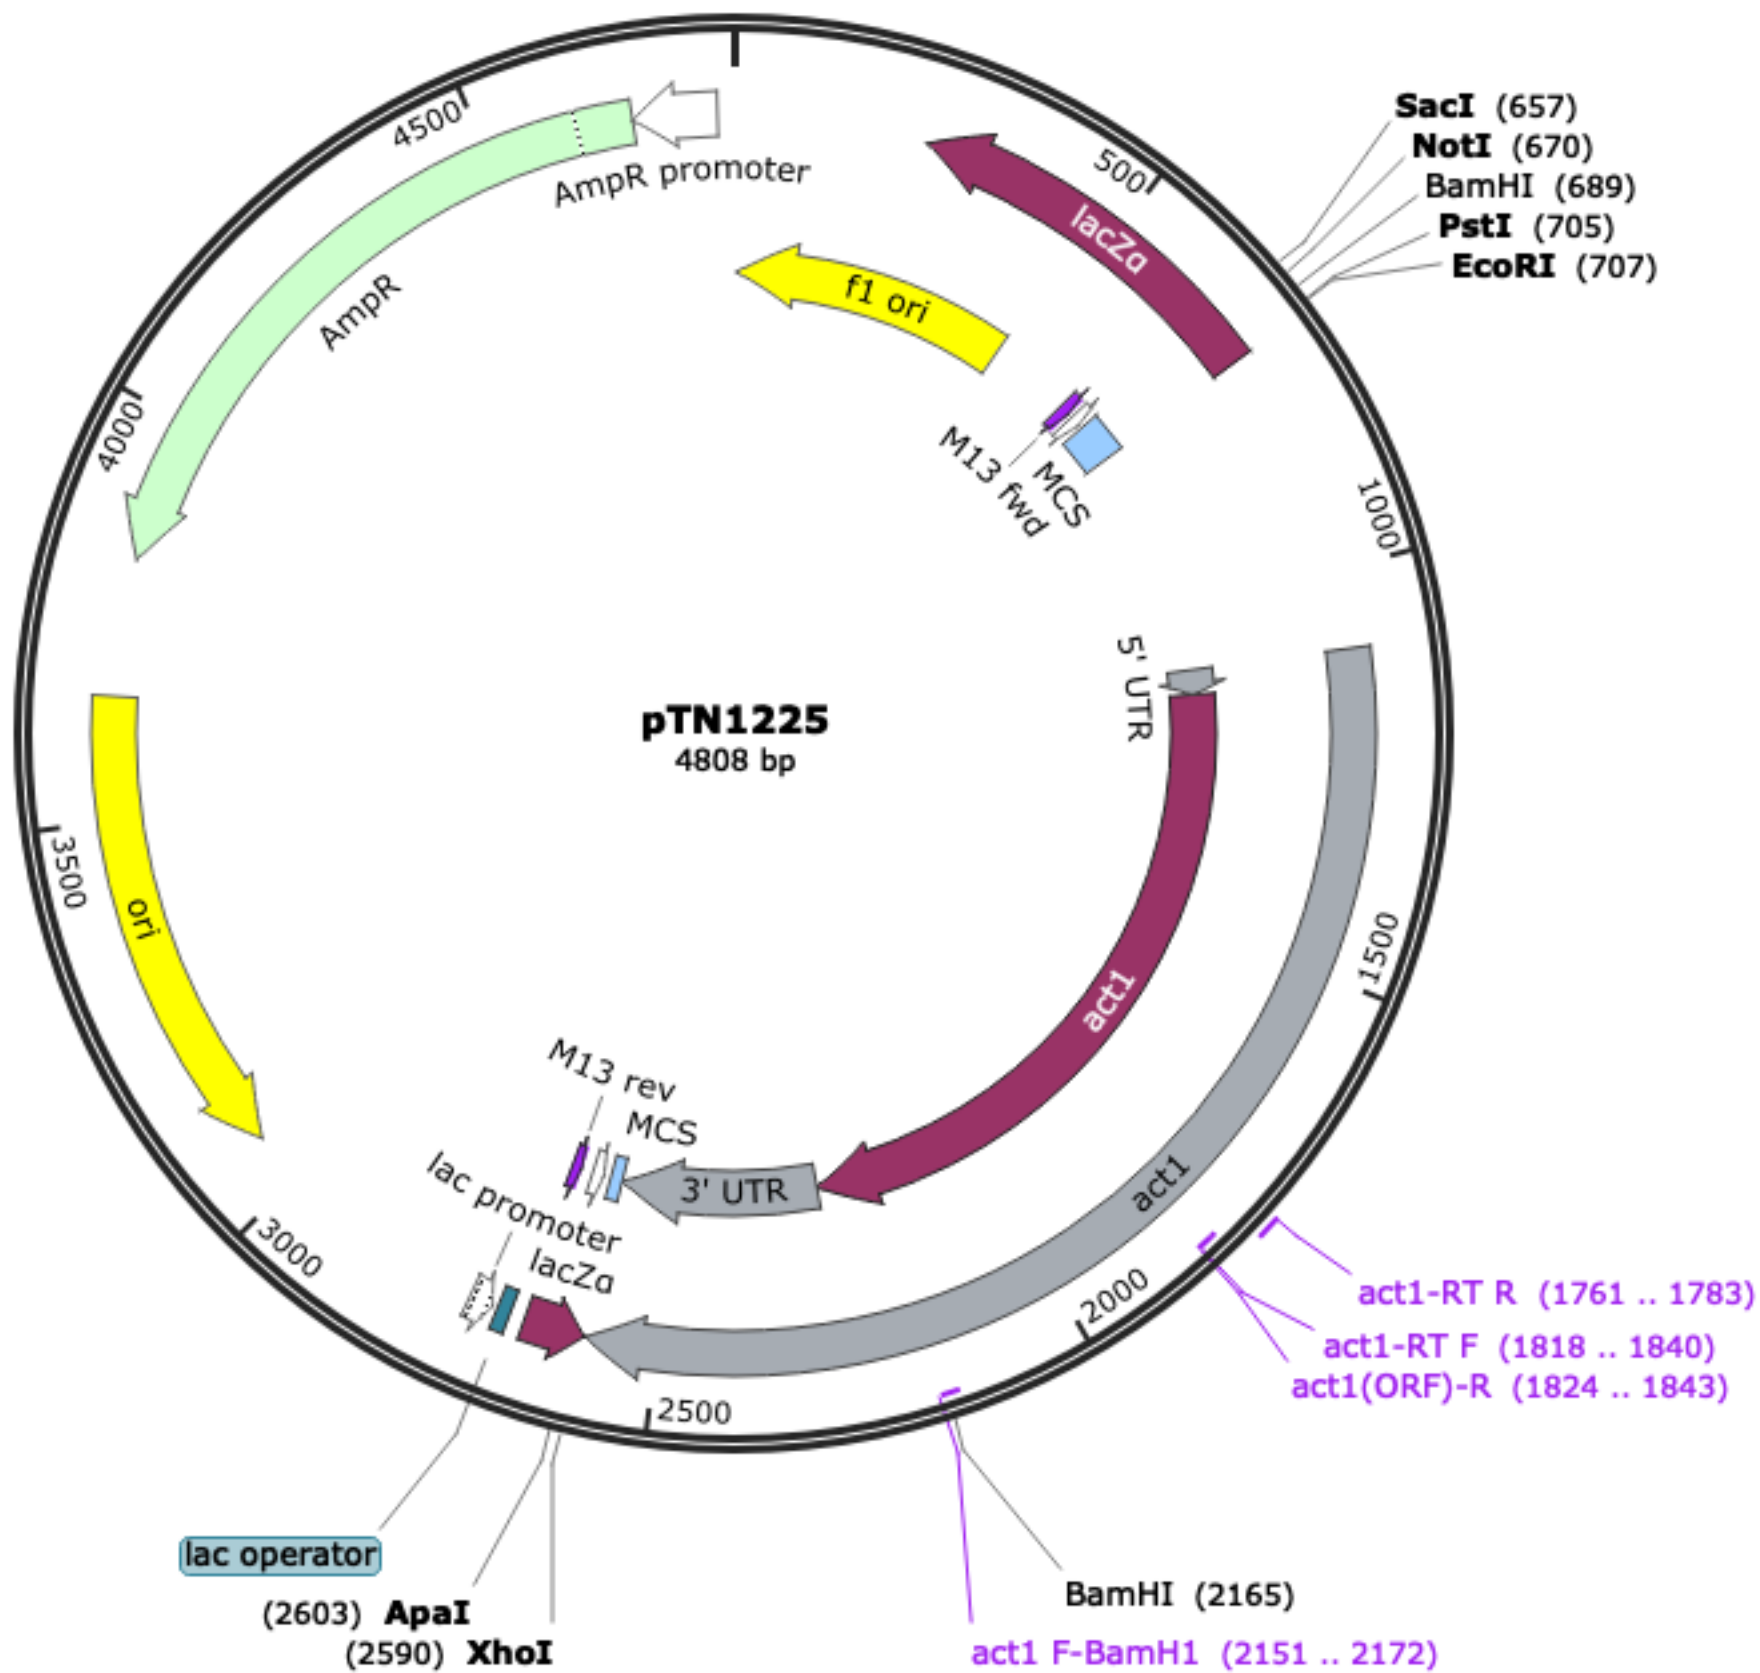 SacI (657)
NotI (670)
BamHI (689)
PstI (705)
EcoRI (707)
500
lacZα
4500
AmpR promoter
AmpR
f1 ori
4000
M13 fwd
MCS
1000
5' UTR
pTN1225
4808 bp
3500
ori
1500
act1
M13 rev
MCS
3' UTR
act1
lac promoter
lacZα
3000
2000
act1-RT R (1761 .. 1783)
act1-RT F (1818 .. 1840)
act1(ORF)-R (1824 .. 1843)
2500
lac operator
(2603) ApaI
(2590) XhoI
BamHI (2165)
act1 F-BamH1 (2151 .. 2172)